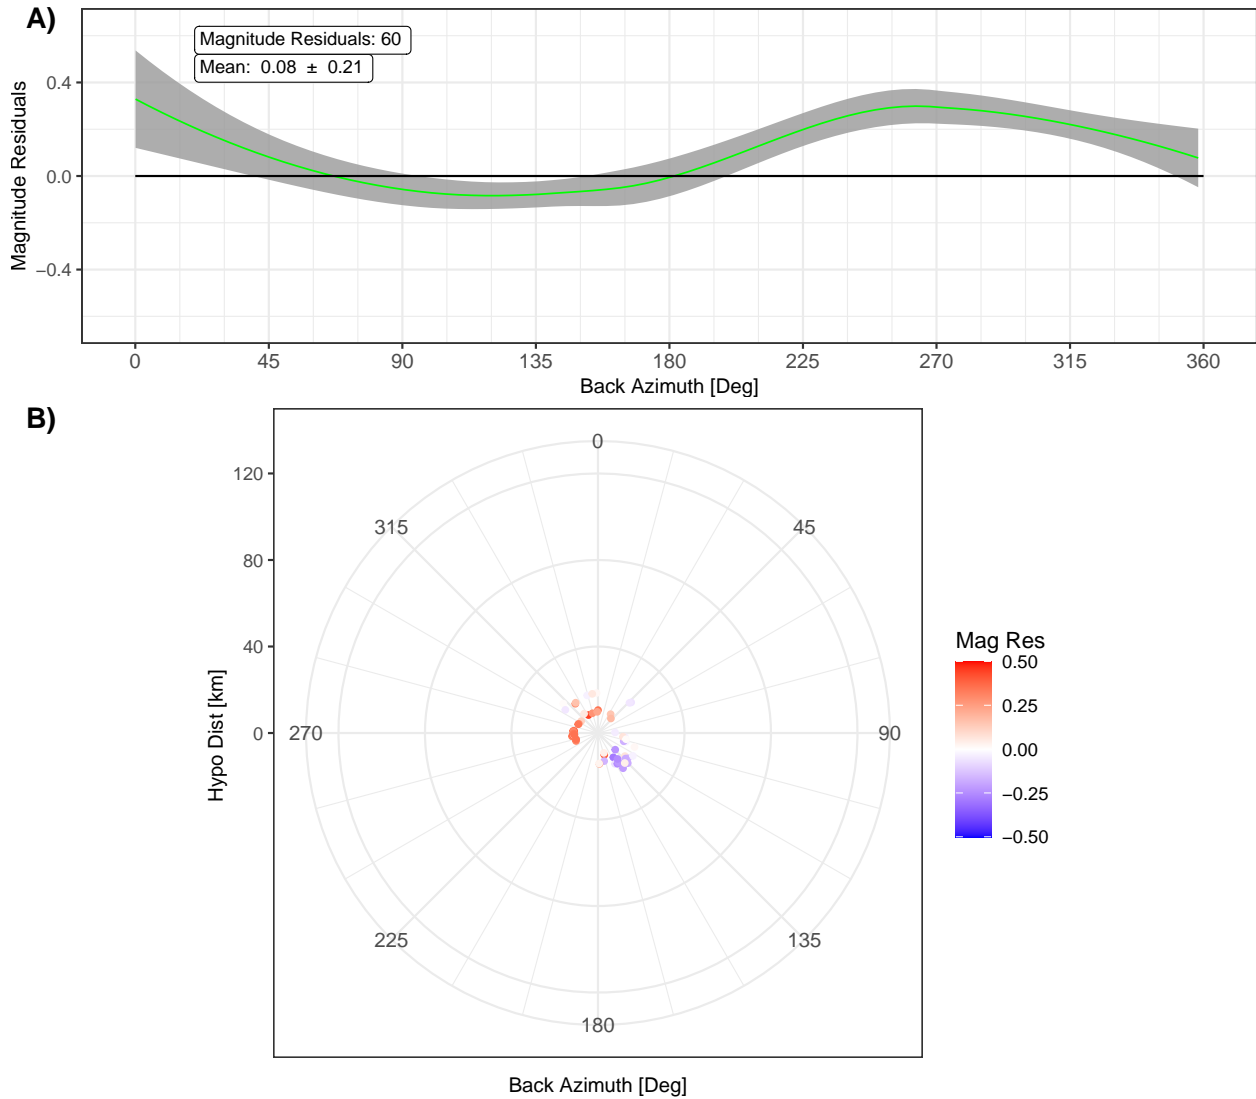 A)
Magnitude Residuals: 60
Mean:  0.08  ±  0.21
Magnitude Residuals
0.4
0.0
−0.4
0 45 90 135 180 225 270 315 360
Back Azimuth [Deg]
B)
Hypo Dist [km]
120
80
40
0
0
45
90
135
180
225
270
315
Back Azimuth [Deg]
Mag Res
0.50
0.25
0.00
−0.25
−0.50